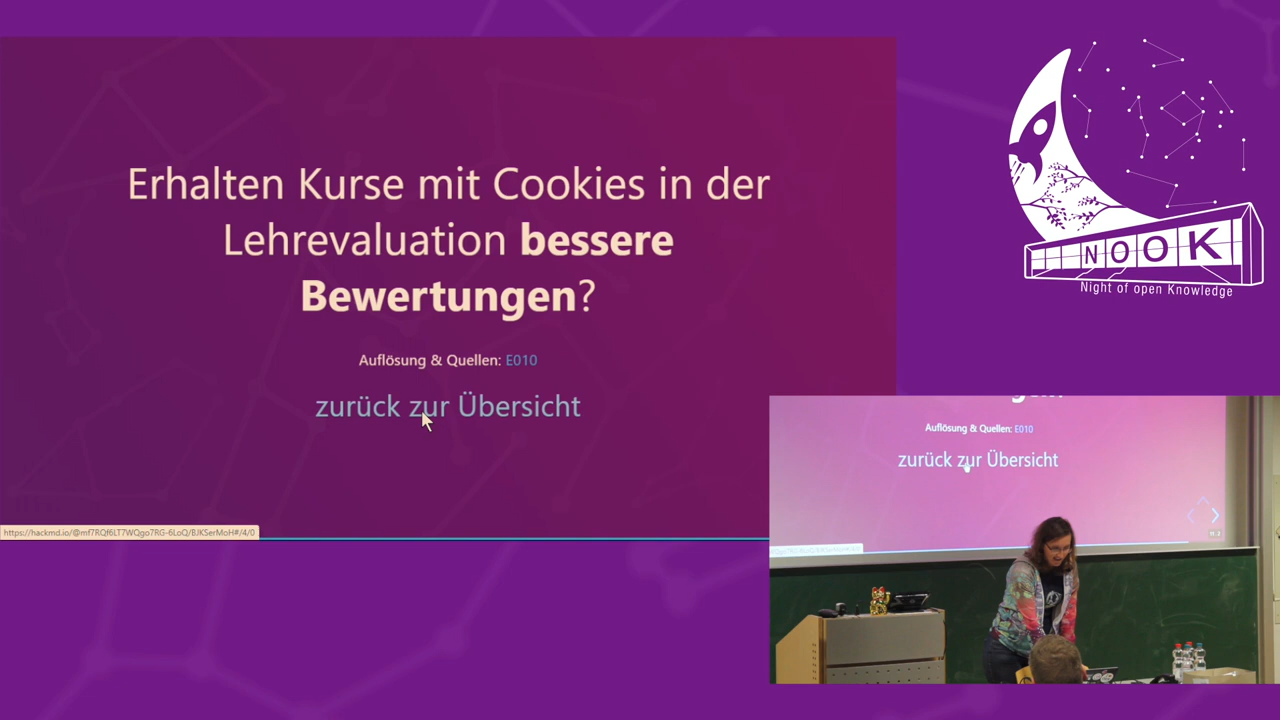 Erhalten Kurse mit Cookies in der
Lehrevaluation bessere
Bewertungen?
Auflösung & Quellen: E010
zurück zur Übersicht
https://hackmd.io/@mf7RQf6LT7WQgo7RG-6LoQ/BJKSerMoH#/4/0
NOOK
Night of open Knowledge
Auflösung & Quellen: E010
zurück zur Übersicht